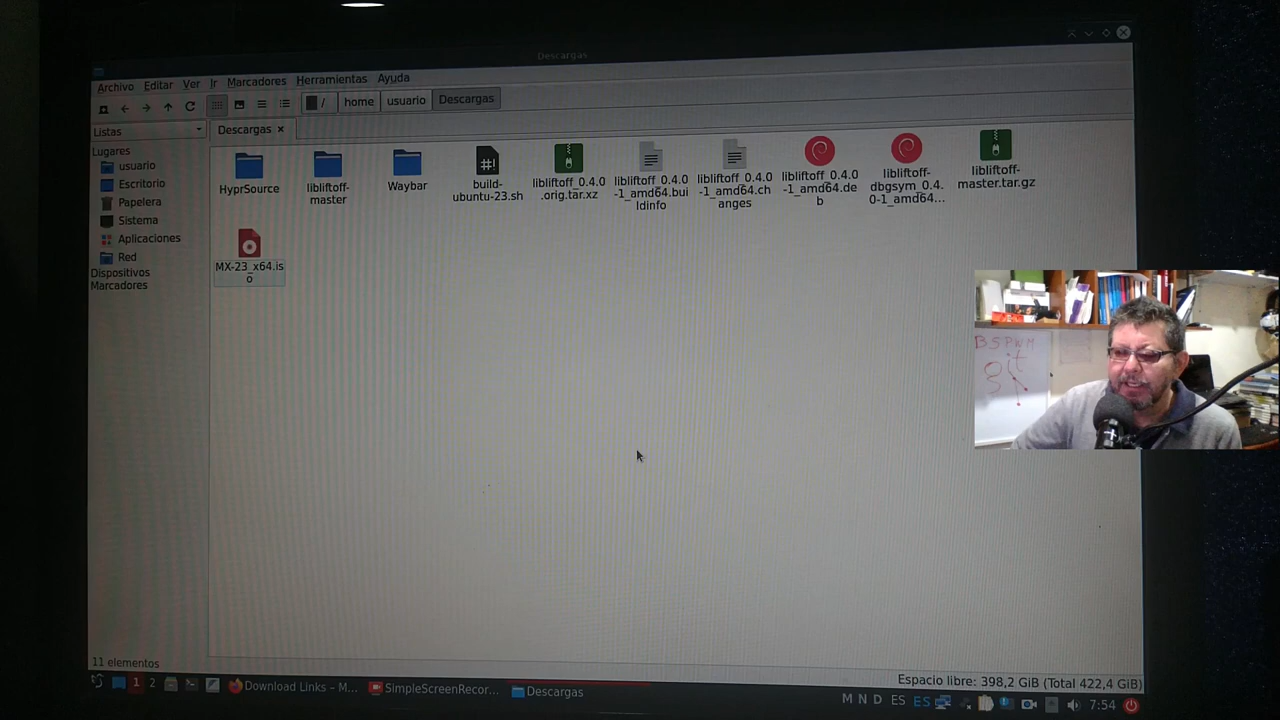 Descargas
Archivo Editar Ver Ir Marcadores Herramientas Ayuda
/ home usuario Descargas
Listas
Descargas
Lugares
usuario
Escritorio
Papelera
Sistema
Aplicaciones
Red
Dispositivos
Marcadores
HyprSource
libliftoff-
master
Waybar
build-
ubuntu-23.sh
libliftoff_0.4.0
.orig.tar.xz
libliftoff_0.4.0
-1_amd64.bui
ldinfo
libliftoff_0.4.0
-1_amd64.ch
anges
libliftoff_0.4.0
-1_amd64.de
b
libliftoff-
dbgsym_0.4.
0-1_amd64...
libliftoff-
master.tar.gz
MX-23_x64.is
o
BSPWM
11 elementos
Espacio libre: 398,2 GiB (Total 422,4 GiB)
1 2 Download Links – M... SimpleScreenRecor... Descargas M N D ES ES 7:54